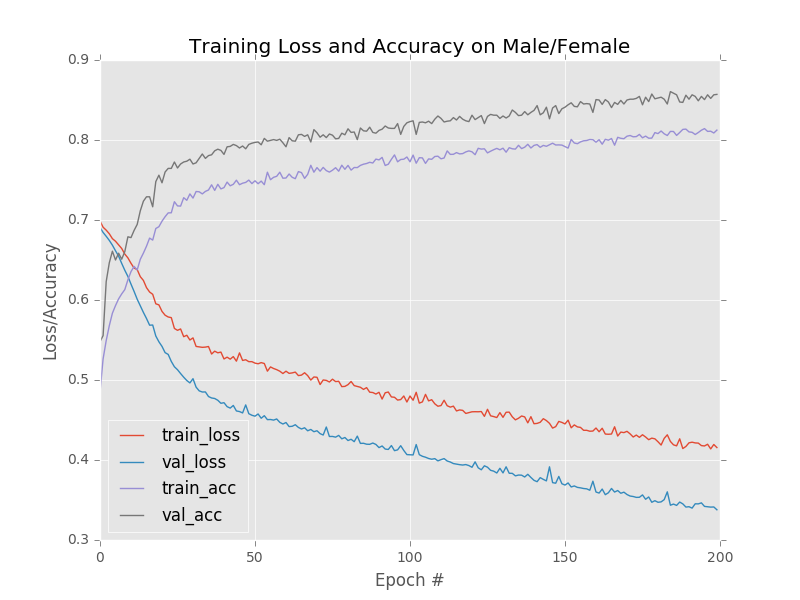 Training Loss and Accuracy on Male/Female
0.9
0.8
0.7
0.6
0.5
0.4
0.3
Loss/Accuracy
train_loss
val_loss
train_acc
val_acc
0 50 100 150 200
Epoch #